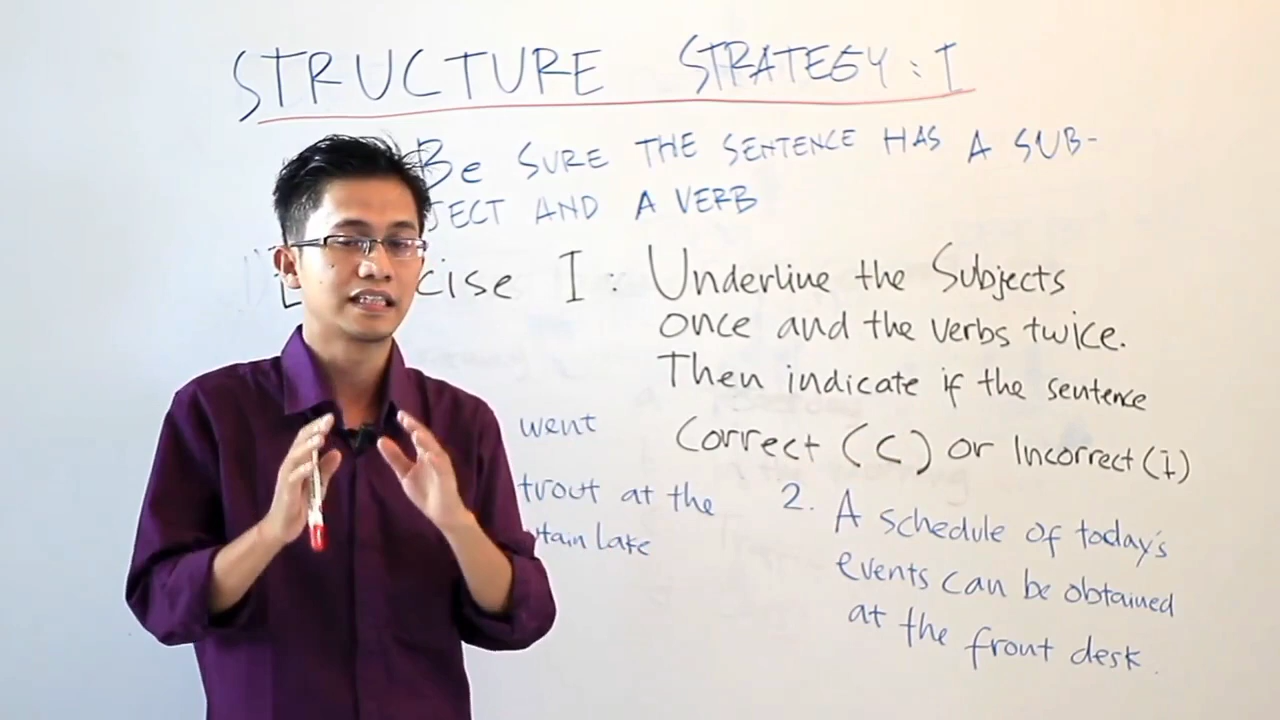 STRUCTURE STRATEGY : I
Be SURE THE SENTENCE HAS A SUB-
JECT AND A VERB
cise I : Underline the Subjects
once and the verbs twice.
Then indicate if the sentence
Correct (C) or Incorrect (I)
went
trout at the
tain lake
2. A schedule of today's
events can be obtained
at the front desk.